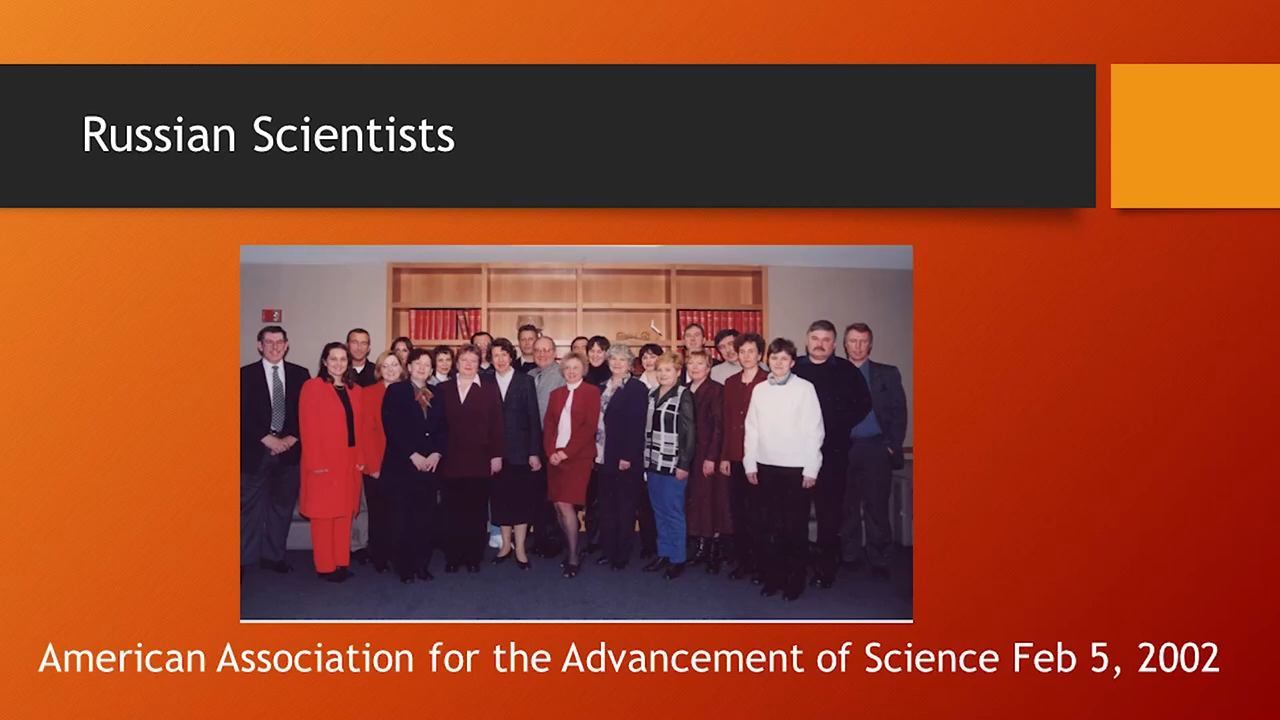 Russian Scientists
American Association for the Advancement of Science Feb 5, 2002